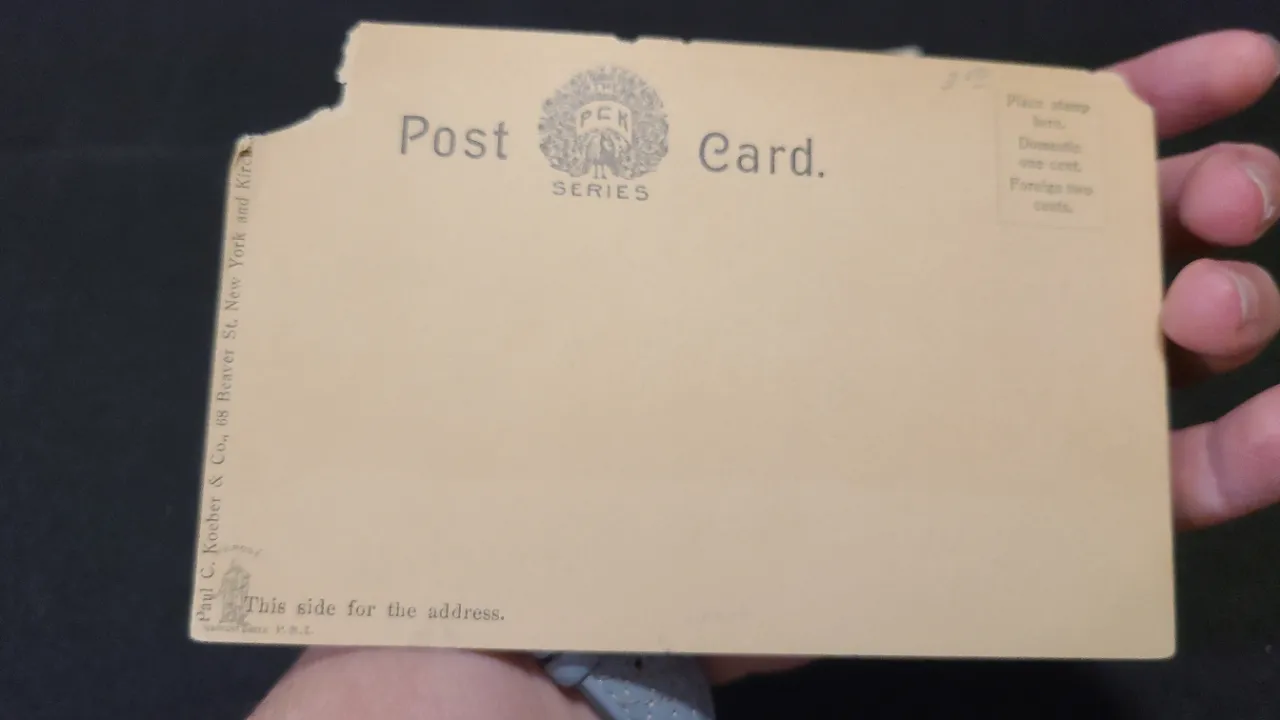 Post Card.
THE
PCK
SERIES
Place stamp
here.
Domestic
one cent.
Foreign two
cents.
Paul C. Koeber & Co., 68 Beaver St. New York and
This side for the address.